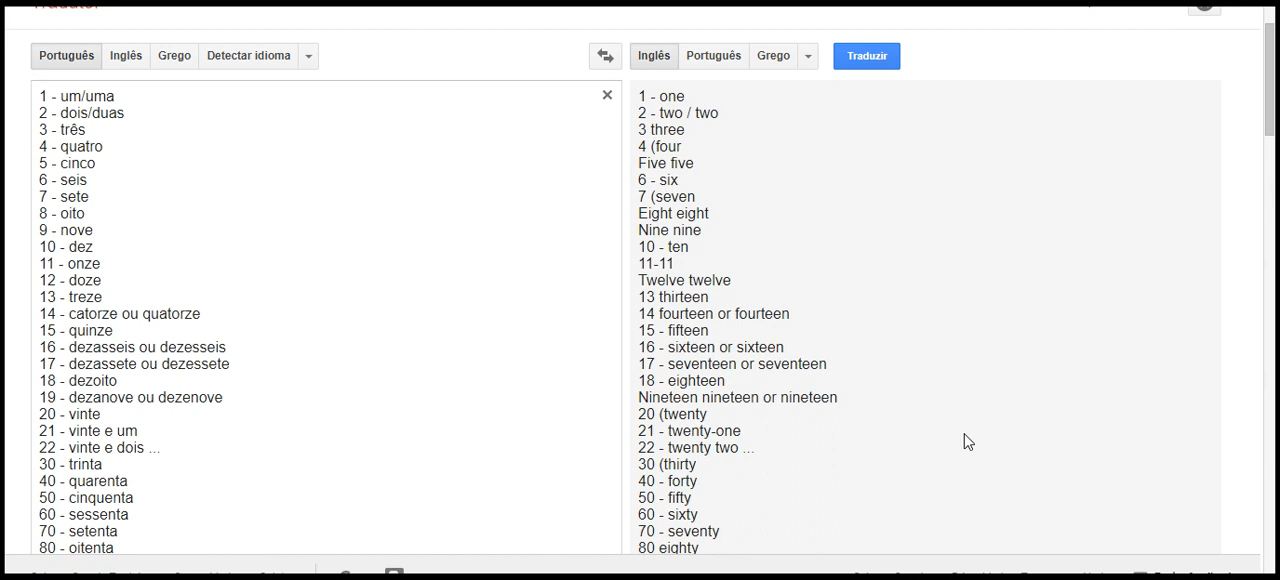 Português Inglês Grego Detectar idioma
Inglês Português Grego Traduzir
1 - um/uma
2 - dois/duas
3 - três
4 - quatro
5 - cinco
6 - seis
7 - sete
8 - oito
9 - nove
10 - dez
11 - onze
12 - doze
13 - treze
14 - catorze ou quatorze
15 - quinze
16 - dezasseis ou dezesseis
17 - dezassete ou dezessete
18 - dezoito
19 - dezanove ou dezenove
20 - vinte
21 - vinte e um
22 - vinte e dois ...
30 - trinta
40 - quarenta
50 - cinquenta
60 - sessenta
70 - setenta
80 - oitenta
1 - one
2 - two / two
3 three
4 (four
Five five
6 - six
7 (seven
Eight eight
Nine nine
10 - ten
11-11
Twelve twelve
13 thirteen
14 fourteen or fourteen
15 - fifteen
16 - sixteen or sixteen
17 - seventeen or seventeen
18 - eighteen
Nineteen nineteen or nineteen
20 (twenty
21 - twenty-one
22 - twenty two ...
30 (thirty
40 - forty
50 - fifty
60 - sixty
70 - seventy
80 eighty